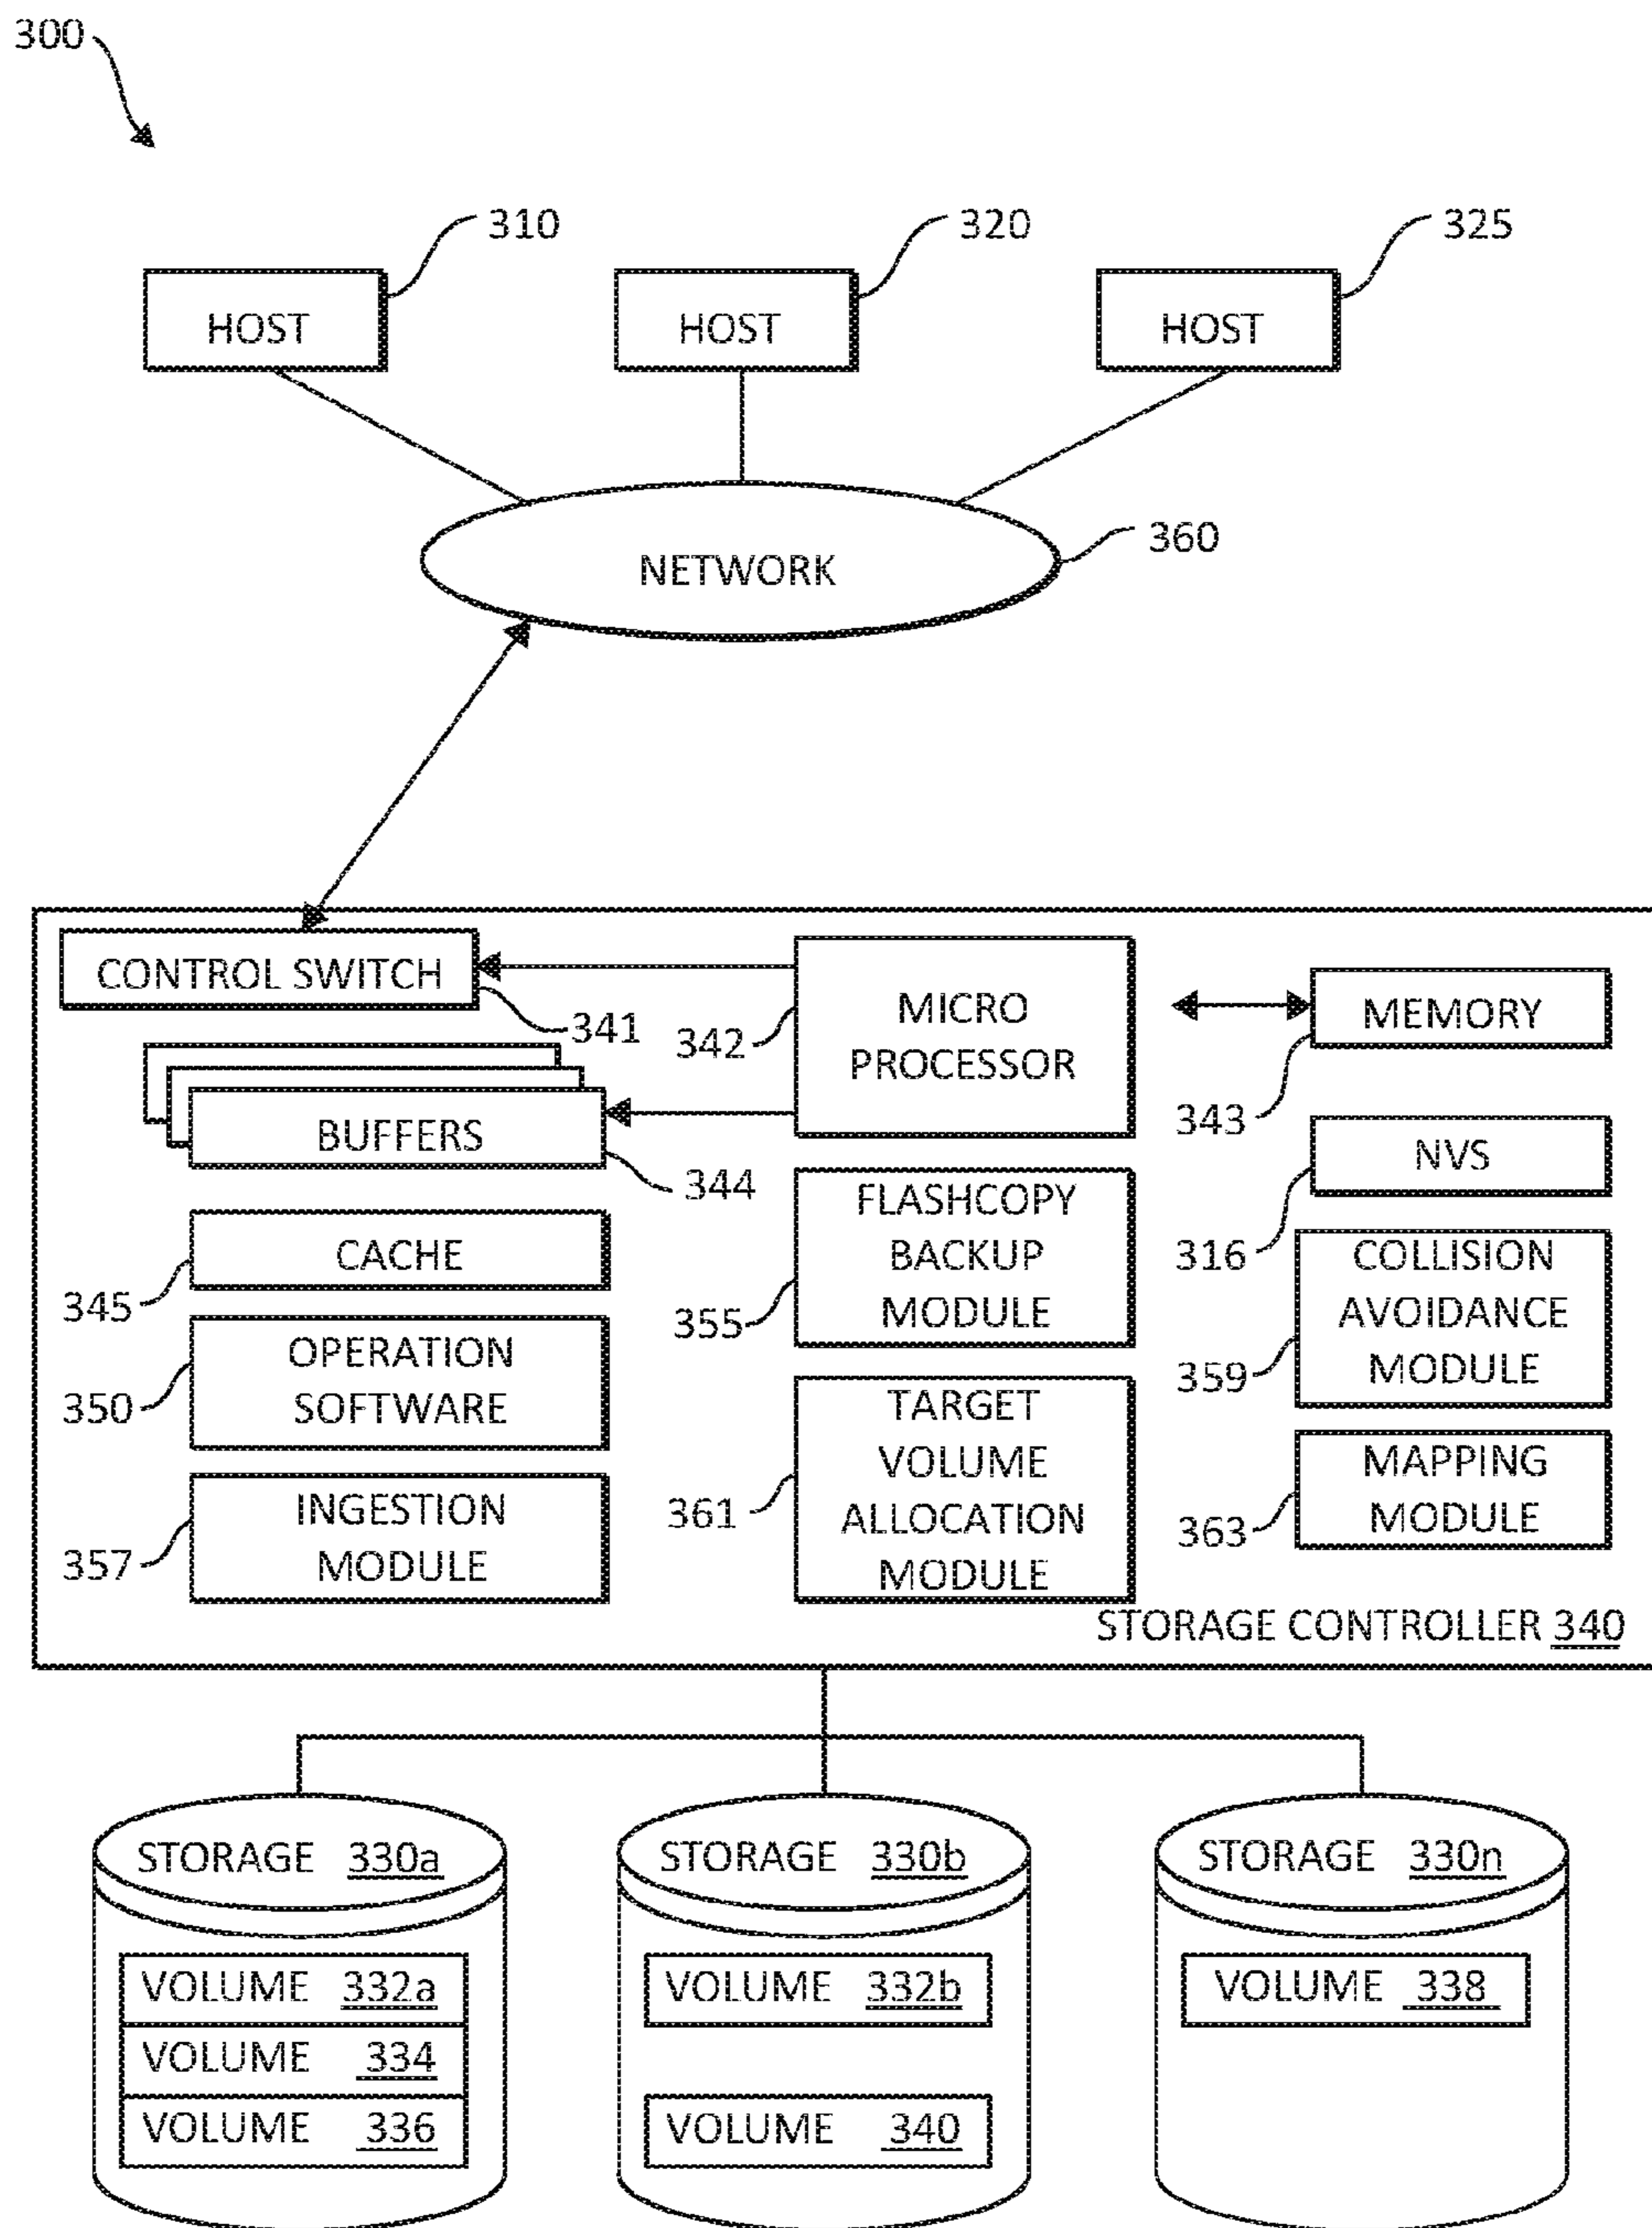 300
310
320
325
HOST
HOST
HOST
360
NETWORK
CONTROL SWITCH
341
342
MICRO
PROCESSOR
MEMORY
343
BUFFERS
344
NVS
316
CACHE
345
FLASHCOPY
BACKUP
MODULE
355
COLLISION
AVOIDANCE
MODULE
359
OPERATION
SOFTWARE
350
TARGET
VOLUME
ALLOCATION
MODULE
361
MAPPING
MODULE
363
INGESTION
MODULE
357
STORAGE CONTROLLER 340
STORAGE 330a
STORAGE 330b
STORAGE 330n
VOLUME 332a
VOLUME 334
VOLUME 336
VOLUME 332b
VOLUME 340
VOLUME 338